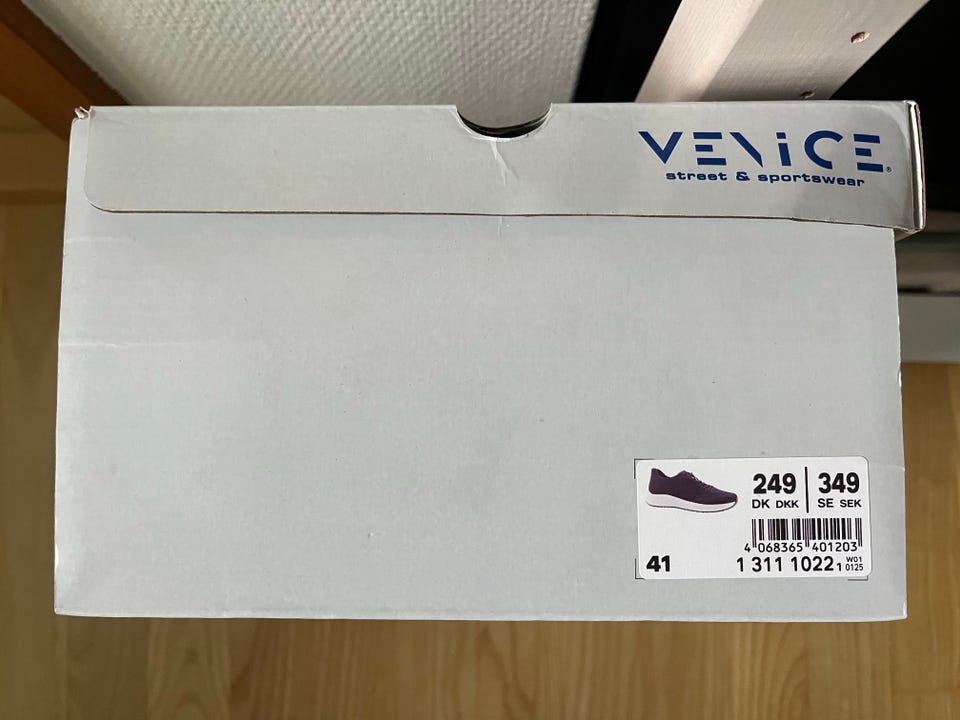 VENiCE®
street & sportswear
249 | 349
DK DKK | SE SEK
4 068365 401203
41
1 311 1022 1 W01 0125